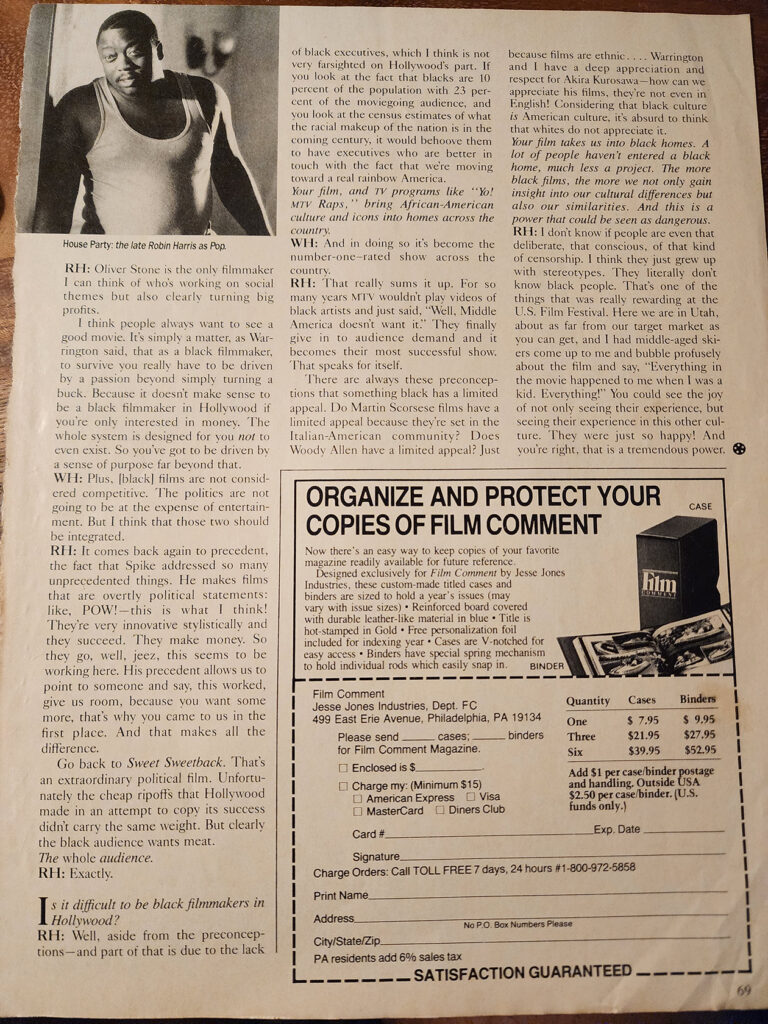 House Party: the late Robin Harris as Pop.
RH: Oliver Stone is the only filmmaker
I can think of who's working on social
themes but also clearly turning big
profits.
I think people always want to see a
good movie. It's simply a matter, as War-
rington said, that as a black filmmaker,
to survive you really have to be driven
by a passion beyond simply turning a
buck. Because it doesn't make sense to
be a black filmmaker in Hollywood if
you're only interested in money. The
whole system is designed for you not to
even exist. So you've got to be driven by
a sense of purpose far beyond that.
WH: Plus, [black] films are not consid-
ered competitive. The politics are not
going to be at the expense of entertain-
ment. But I think that those two should
be integrated.
RH: It comes back again to precedent,
the fact that Spike addressed so many
unprecedented things. He makes films
that are overtly political statements:
like, POW!—this is what I think!
They're very innovative stylistically and
they succeed. They make money. So
they go, well, jeez, this seems to be
working here. His precedent allows us to
point to someone and say, this worked,
give us room, because you want some
more, that's why you came to us in the
first place. And that makes all the
difference.
Go back to Sweet Sweetback. That's
an extraordinary political film. Unfortu-
nately the cheap ripoffs that Hollywood
made in an attempt to copy its success
didn't carry the same weight. But clearly
the black audience wants meat.
The whole audience.
RH: Exactly.
Is it difficult to be black filmmakers in
Hollywood?
RH: Well, aside from the preconcep-
tions—and part of that is due to the lack
of black executives, which I think is not
very farsighted on Hollywood's part. If
you look at the fact that blacks are 10
percent of the population with 23 per-
cent of the moviegoing audience, and
you look at the census estimates of what
the racial makeup of the nation is in the
coming century, it would behoove them
to have executives who are better in
touch with the fact that we're moving
toward a real rainbow America.
Your film, and TV programs like "Yo!
MTV Raps," bring African-American
culture and icons into homes across the
country.
WH: And in doing so it's become the
number-one-rated show across the
country.
RH: That really sums it up. For so
many years MTV wouldn't play videos of
black artists and just said, "Well, Middle
America doesn't want it." They finally
give in to audience demand and it
becomes their most successful show.
That speaks for itself.
There are always these preconcep-
tions that something black has a limited
appeal. Do Martin Scorsese films have a
limited appeal because they're set in the
Italian-American community? Does
Woody Allen have a limited appeal? Just
because films are ethnic.... Warrington
and I have a deep appreciation and
respect for Akira Kurosawa—how can we
appreciate his films, they're not even in
English! Considering that black culture
is American culture, it's absurd to think
that whites do not appreciate it.
Your film takes us into black homes. A
lot of people haven't entered a black
home, much less a project. The more
black films, the more we not only gain
insight into our cultural differences but
also our similarities. And this is a
power that could be seen as dangerous.
RH: I don't know if people are even that
deliberate, that conscious, of that kind
of censorship. I think they just grew up
with stereotypes. They literally don't
know black people. That's one of the
things that was really rewarding at the
U.S. Film Festival. Here we are in Utah,
about as far from our target market as
you can get, and I had middle-aged ski-
ers come up to me and bubble profusely
about the film and say, "Everything in
the movie happened to me when I was a
kid. Everything!" You could see the joy
of not only seeing their experience, but
seeing their experience in this other cul-
ture. They were just so happy! And
you're right, that is a tremendous power.
ORGANIZE AND PROTECT YOUR
COPIES OF FILM COMMENT
CASE
Now there's an easy way to keep copies of your favorite
magazine readily available for future reference.
Designed exclusively for Film Comment by Jesse Jones
Industries, these custom-made titled cases and
binders are sized to hold a year's issues (may
vary with issue sizes) • Reinforced board covered
with durable leather-like material in blue • Title is
hot-stamped in Gold • Free personalization foil
included for indexing year • Cases are V-notched for
easy access • Binders have special spring mechanism
to hold individual rods which easily snap in.
film
COMMENT
BINDER
Film Comment
Jesse Jones Industries, Dept. FC
499 East Erie Avenue, Philadelphia, PA 19134
Please send ____ cases; ____ binders
for Film Comment Magazine.
☐ Enclosed is $________.
☐ Charge my: (Minimum $15)
☐ American Express ☐ Visa
☐ MasterCard ☐ Diners Club
Quantity Cases Binders
One $ 7.95 $ 9.95
Three $21.95 $27.95
Six $39.95 $52.95
Add $1 per case/binder postage
and handling. Outside USA
$2.50 per case/binder. (U.S.
funds only.)
Card #________ Exp. Date ________
Signature________
Charge Orders: Call TOLL FREE 7 days, 24 hours #1-800-972-5858
Print Name________
Address________
No P.O. Box Numbers Please
City/State/Zip________
PA residents add 6% sales tax
SATISFACTION GUARANTEED
69